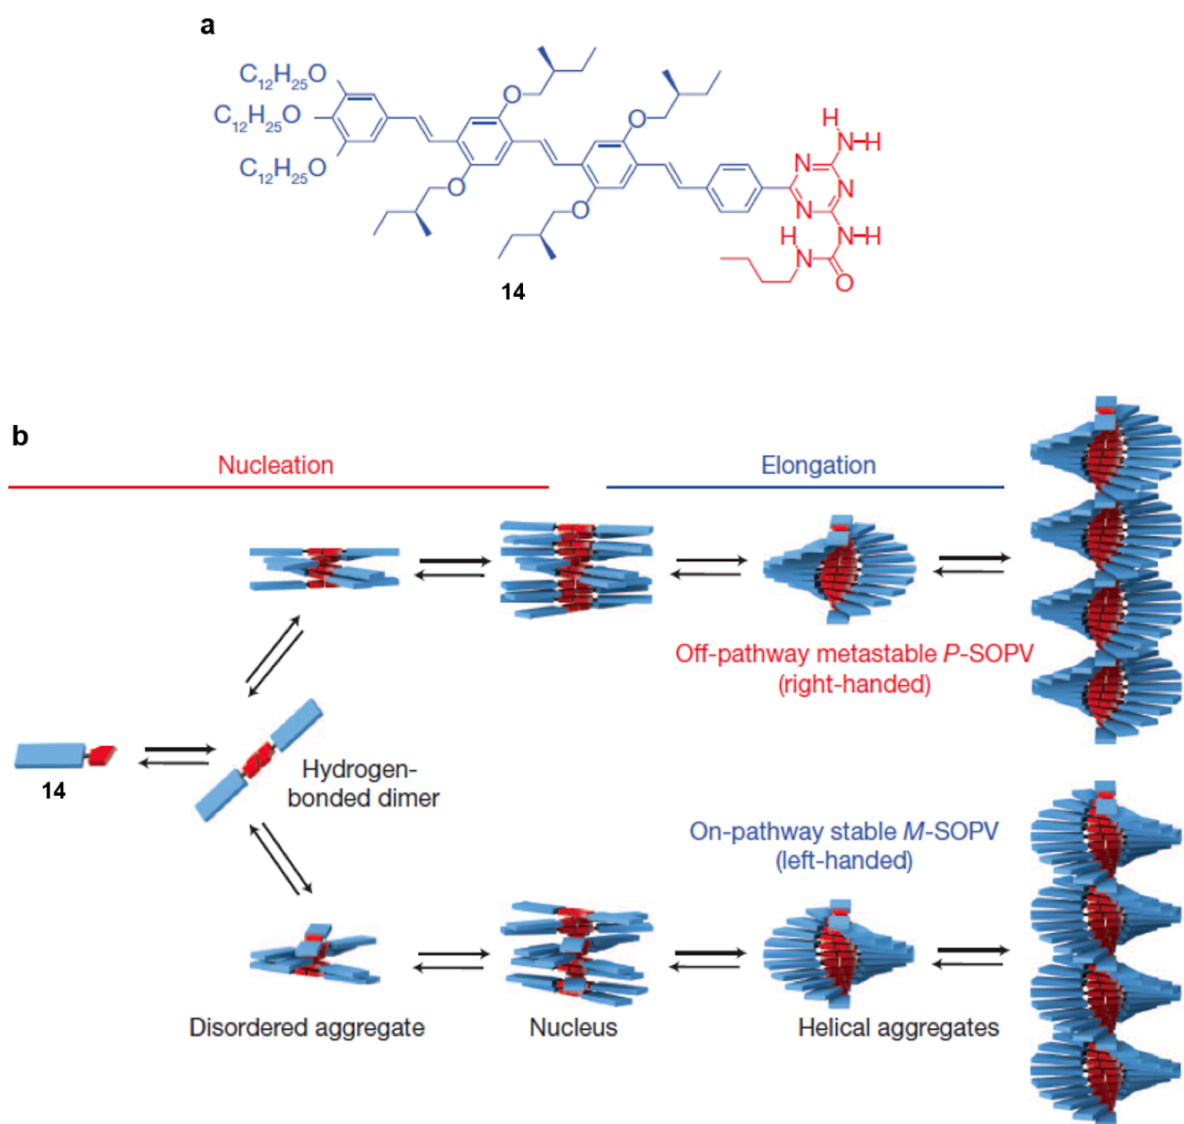 a
C12H25O
C12H25O
C12H25O
O
O
O
O
H
N-H
N
N
N
H
N-H
N
O
14
b
Nucleation
Elongation
Off-pathway metastable P-SOPV
(right-handed)
14
Hydrogen-
bonded dimer
On-pathway stable M-SOPV
(left-handed)
Disordered aggregate
Nucleus
Helical aggregates